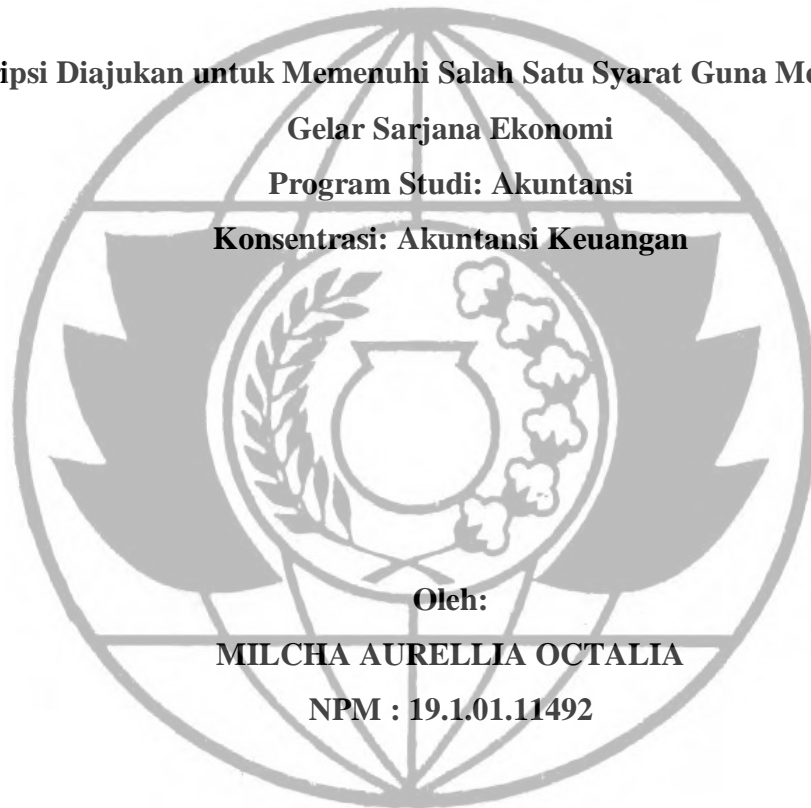 Diajukan untuk Memenuhi Salah Satu Syarat Guna
Gelar Sarjana Ekonomi
Program Studi: Akuntansi
Konsentrasi: Akuntansi Keuangan
Oleh:
MILCHA AURELLIA OCTALIA
NPM : 19.1.01.11492